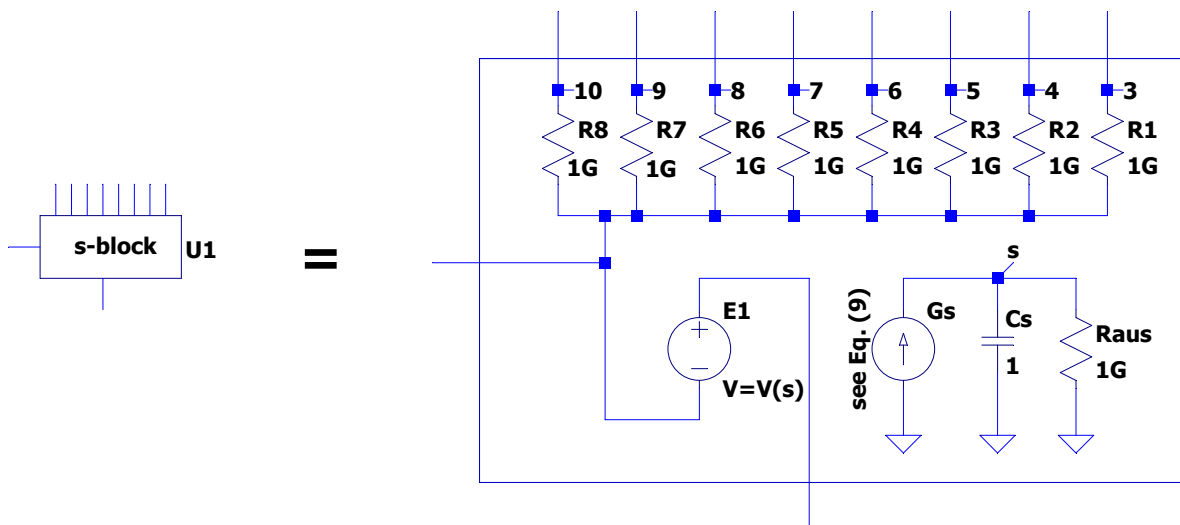 10 9 8 7 6 5 4 3
R8 R7 R6 R5 R4 R3 R2 R1
1G 1G 1G 1G 1G 1G 1G 1G
s-block U1
=
s
E1
+
–
V=V(s)
see Eq. (9)
Gs
Cs
1
Raus
1G